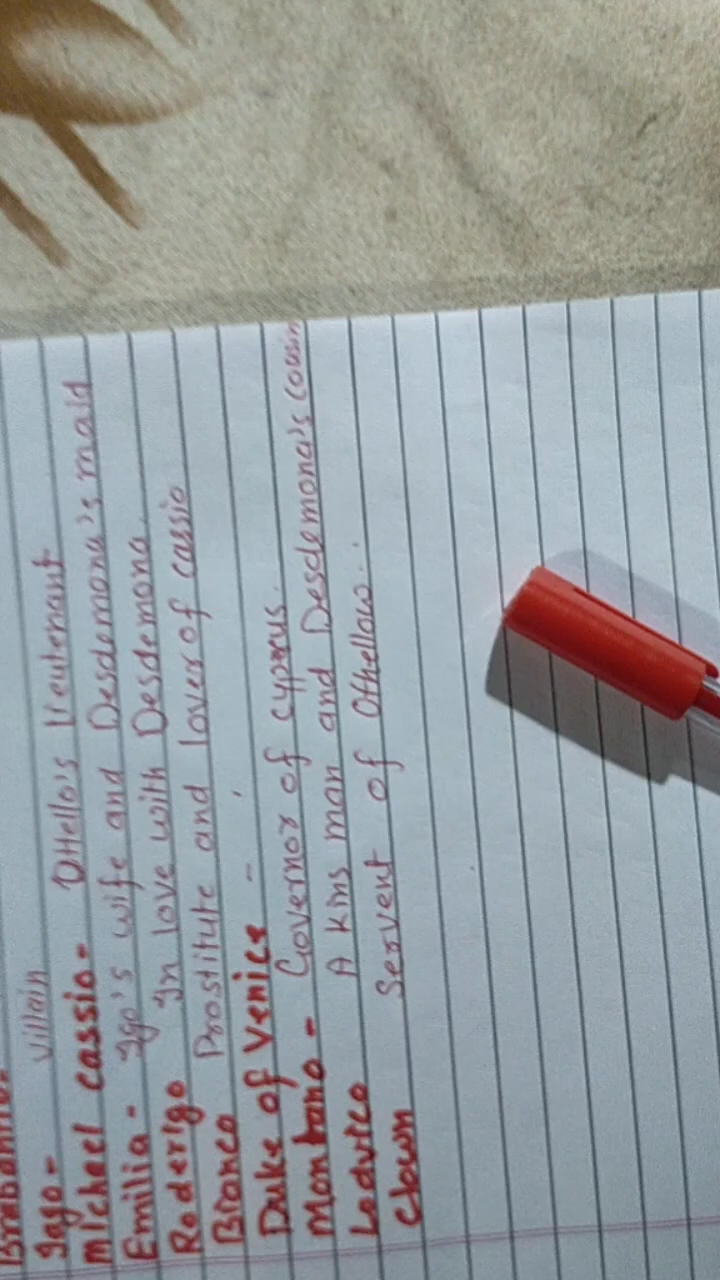 Iago- Villain
Michael cassio- Othello's lieutenant
Emilia- Igo's wife and Desdemona's maid
Roderigo In love with Desdemona.
Bianca Prostitute and lover of cassio
Duke of Venice -
Montano- Governor of cyprus.
Lodvico A kins man and Desdemona's cousin
Clown Servent of Othellow.